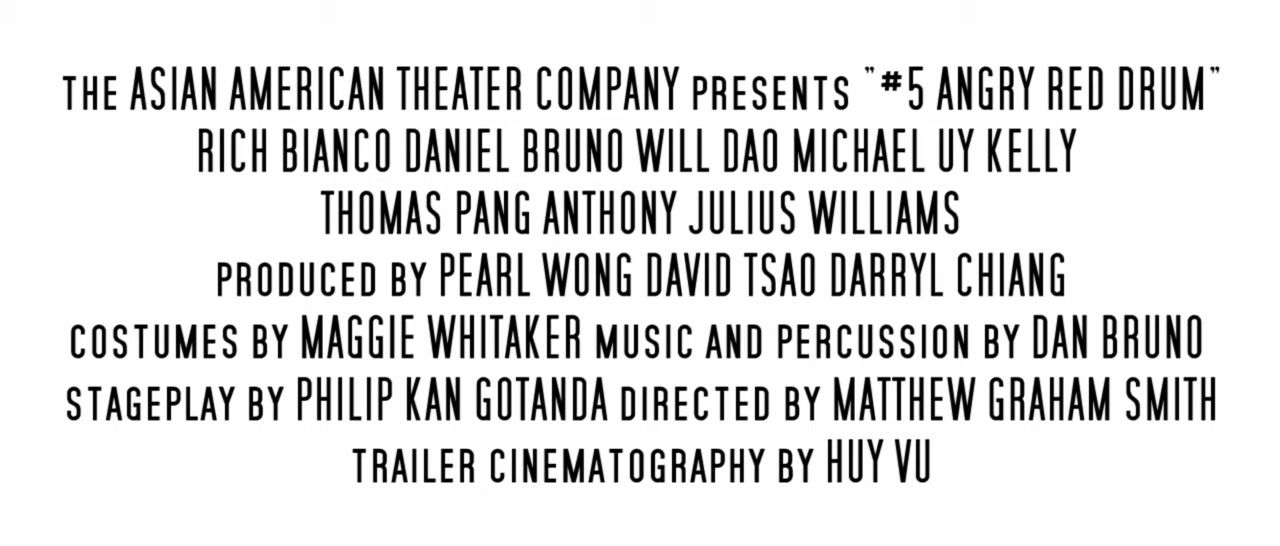 THE ASIAN AMERICAN THEATER COMPANY PRESENTS "#5 ANGRY RED DRUM"
RICH BIANCO DANIEL BRUNO WILL DAO MICHAEL UY KELLY
THOMAS PANG ANTHONY JULIUS WILLIAMS
PRODUCED BY PEARL WONG DAVID TSAO DARRYL CHIANG
COSTUMES BY MAGGIE WHITAKER MUSIC AND PERCUSSION BY DAN BRUNO
STAGEPLAY BY PHILIP KAN GOTANDA DIRECTED BY MATTHEW GRAHAM SMITH
TRAILER CINEMATOGRAPHY BY HUY VU